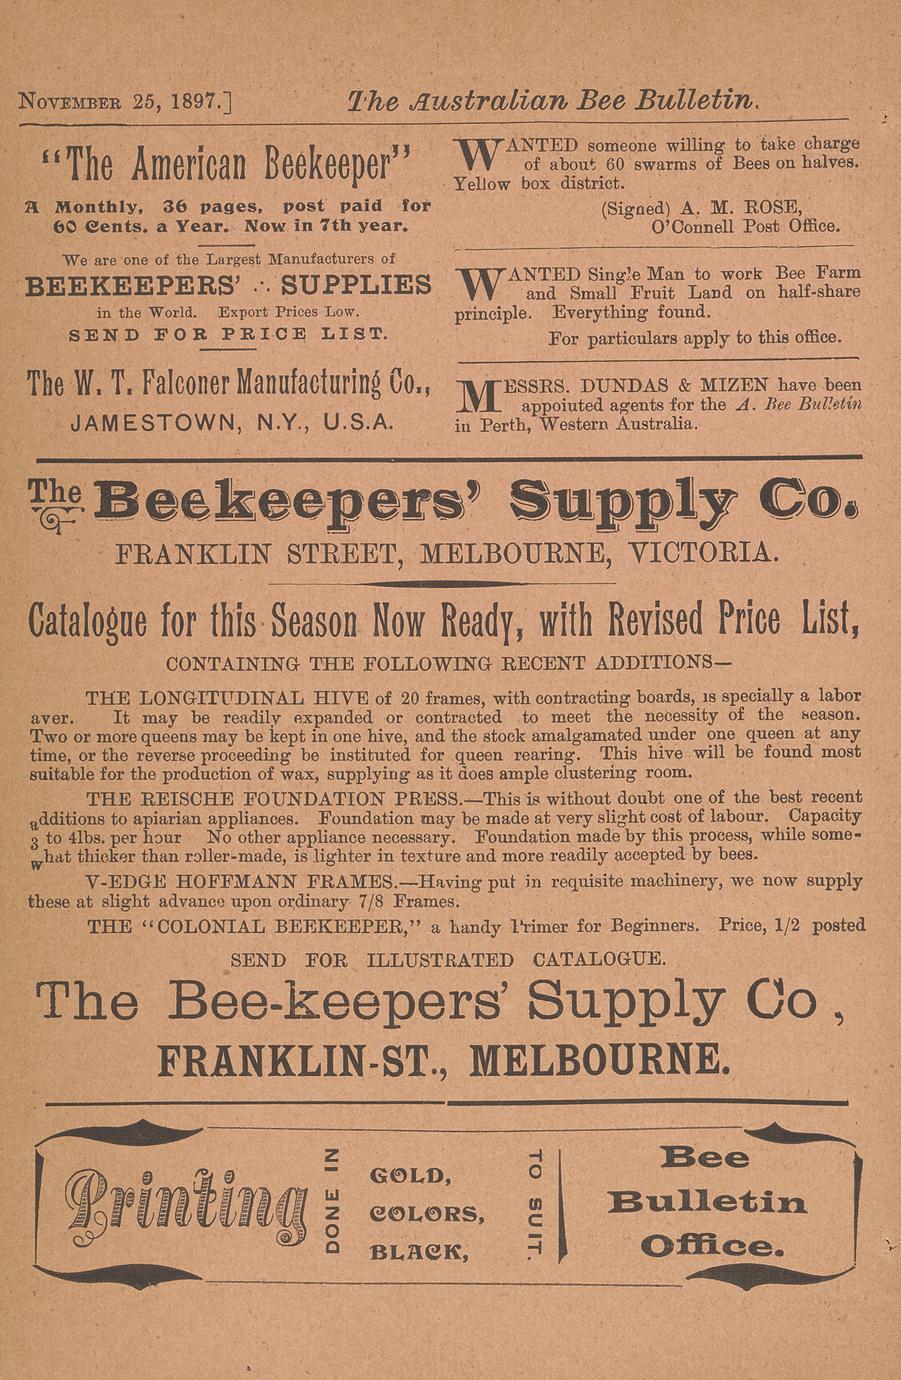 NOVEMBER 25, 1897.]
The Australian Bee Bulletin.
"The American Beekeeper"
A Monthly, 36 pages, post paid for
60 Cents. a Year. Now in 7th year.
We are one of the Largest Manufacturers of
BEEKEEPERS' ∴ SUPPLIES
in the World. Export Prices Low.
SEND FOR PRICE LIST.
The W. T. Falconer Manufacturing Co.,
JAMESTOWN, N.Y., U.S.A.
WANTED someone willing to take charge
of about 60 swarms of Bees on halves.
Yellow box district.
(Signed) A. M. ROSE,
O'Connell Post Office.
WANTED Single Man to work Bee Farm
and Small Fruit Land on half-share
principle. Everything found.
For particulars apply to this office.
MESSRS. DUNDAS & MIZEN have been
appointed agents for the A. Bee Bulletin
in Perth, Western Australia.
The Beekeepers' Supply Co.
FRANKLIN STREET, MELBOURNE, VICTORIA.
Catalogue for this Season Now Ready, with Revised Price List,
CONTAINING THE FOLLOWING RECENT ADDITIONS—
THE LONGITUDINAL HIVE of 20 frames, with contracting boards, is specially a labor
aver. It may be readily expanded or contracted to meet the necessity of the season.
Two or more queens may be kept in one hive, and the stock amalgamated under one queen at any
time, or the reverse proceeding be instituted for queen rearing. This hive will be found most
suitable for the production of wax, supplying as it does ample clustering room.
THE REISCHE FOUNDATION PRESS.—This is without doubt one of the best recent
additions to apiarian appliances. Foundation may be made at very slight cost of labour. Capacity
3 to 4lbs. per hour No other appliance necessary. Foundation made by this process, while some-
what thicker than roller-made, is lighter in texture and more readily accepted by bees.
V-EDGE HOFFMANN FRAMES.—Having put in requisite machinery, we now supply
these at slight advance upon ordinary 7/8 Frames.
THE "COLONIAL BEEKEEPER," a handy Primer for Beginners. Price, 1/2 posted
SEND FOR ILLUSTRATED CATALOGUE.
The Bee-keepers' Supply Co,
FRANKLIN-ST., MELBOURNE.
Printing
DONE IN
GOLD,
COLORS,
BLACK,
TO SUIT.
Bee
Bulletin
Office.